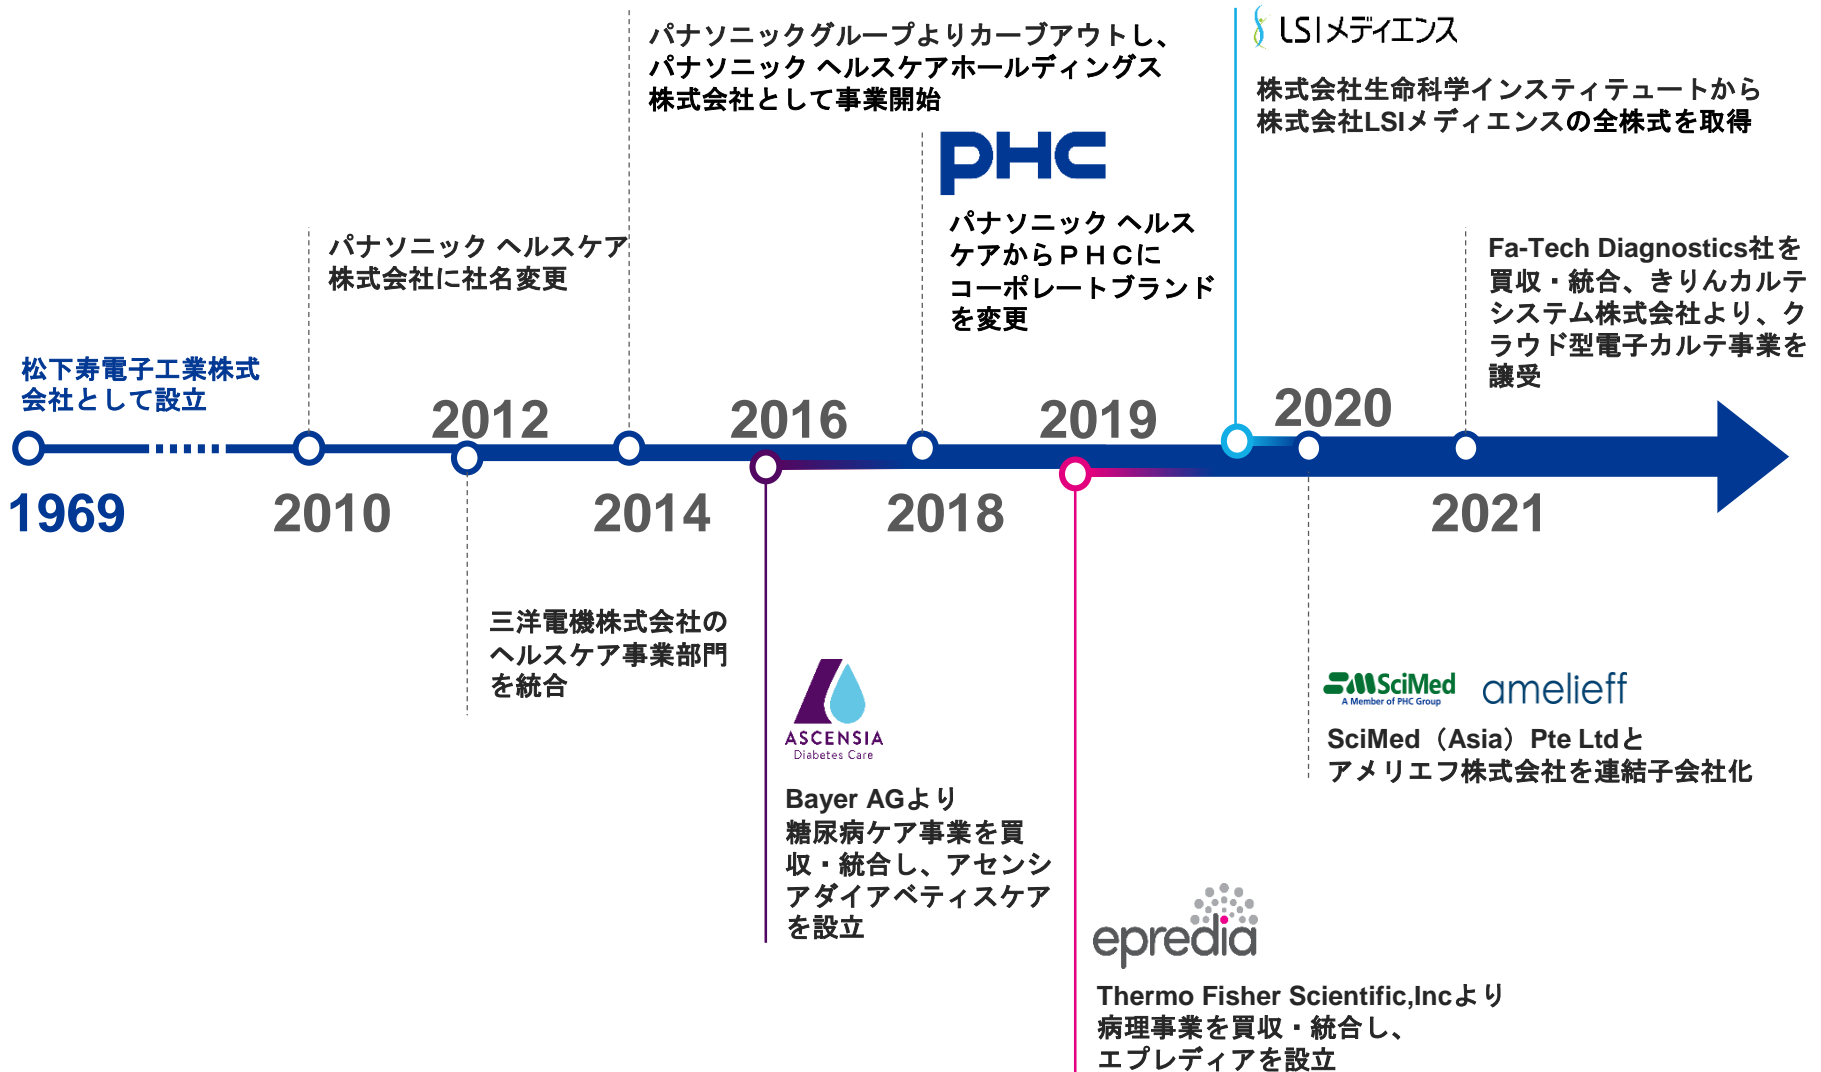 松下寿電子工業株式
会社として設立
1969
パナソニック ヘルスケア
株式会社に社名変更
2010
2012
三洋電機株式会社の
ヘルスケア事業部門
を統合
パナソニックグループよりカーブアウトし、
パナソニック ヘルスケアホールディングス
株式会社として事業開始
2014
2016
ASCENSIA
Diabetes Care
Bayer AGより
糖尿病ケア事業を買
収・統合し、アセンシ
アダイアベティスケア
を設立
PHC
パナソニック ヘルス
ケアからＰＨＣに
コーポレートブランド
を変更
2018
2019
epredia
Thermo Fisher Scientific,Incより
病理事業を買収・統合し、
エプレディアを設立
LSIメディエンス
株式会社生命科学インスティテュートから
株式会社LSIメディエンスの全株式を取得
2020
SciMed
A Member of PHC Group
amelieff
SciMed（Asia）Pte Ltdと
アメリエフ株式会社を連結子会社化
Fa-Tech Diagnostics社を
買収・統合、きりんカルテ
システム株式会社より、ク
ラウド型電子カルテ事業を
譲受
2021